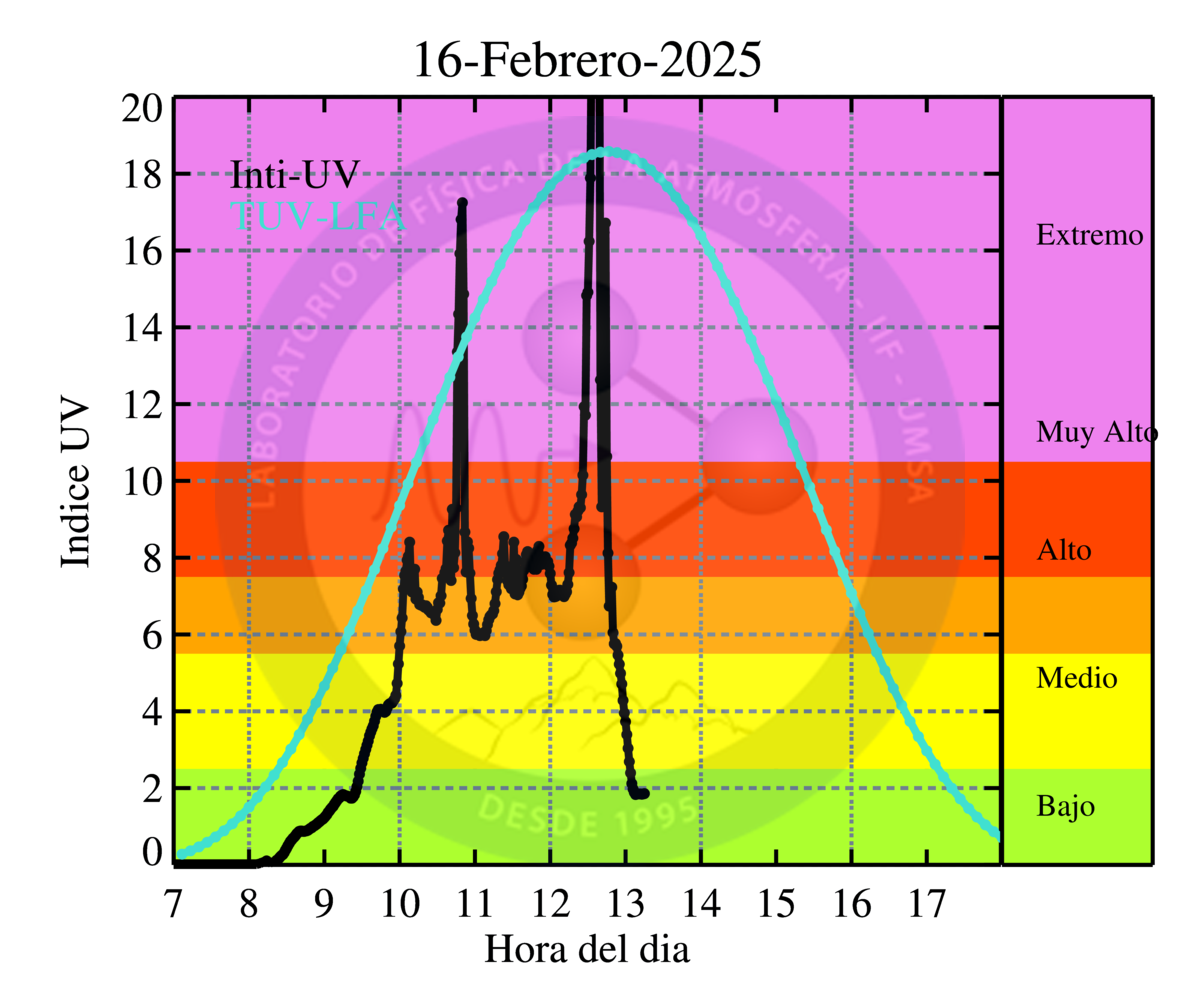 16-Febrero-2025
Indice UV
20
18
16
14
12
10
8
6
4
2
0
Inti-UV
TUV-LFA
LABORATORIO DE FÍSICA DE LA ATMÓSFERA - IIF - UMSA
DESDE 1995
Extremo
Muy Alto
Alto
Medio
Bajo
7 8 9 10 11 12 13 14 15 16 17
Hora del dia